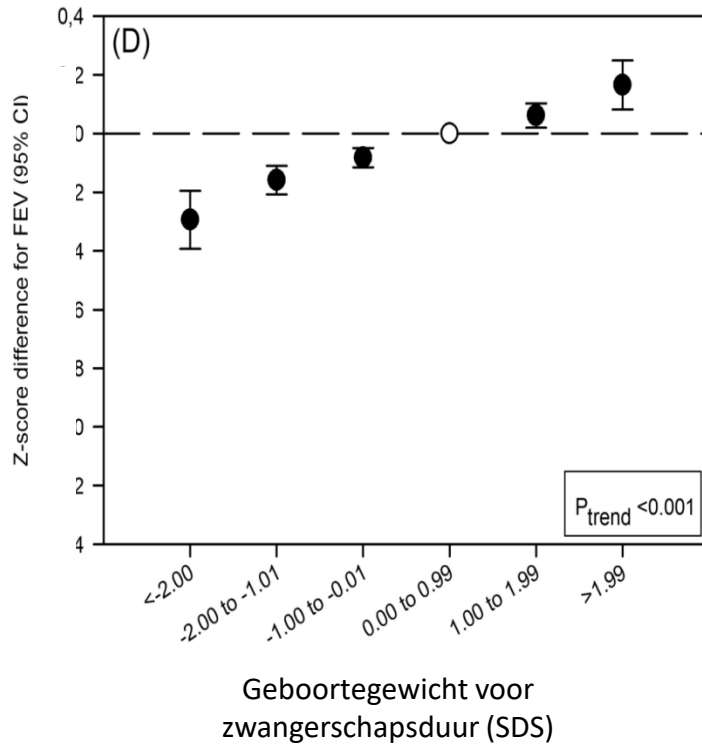 (D)
0,4
2
0
2
4
6
8
0
2
4
Z-score difference for FEV (95% CI)
Ptrend <0.001
<-2.00
-2.00 to -1.01
-1.00 to -0.01
0.00 to 0.99
1.00 to 1.99
>1.99
Geboortegewicht voor
zwangerschapsduur (SDS)